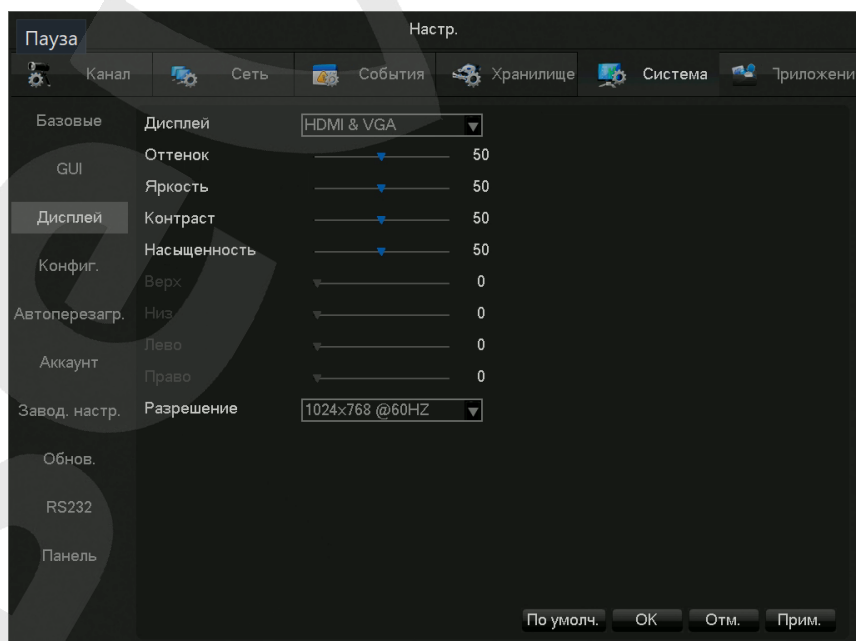 Пауза
Настр.
Канал Сеть События Хранилище Система Приложени
Базовые
GUI
Дисплей
Конфиг.
Автоперезагр.
Аккаунт
Завод. настр.
Обнов.
RS232
Панель
Дисплей HDMI & VGA
Оттенок 50
Яркость 50
Контраст 50
Насыщенность 50
Верх 0
Низ 0
Лево 0
Право 0
Разрешение 1024x768 @60HZ
По умолч. OK Отм. Прим.